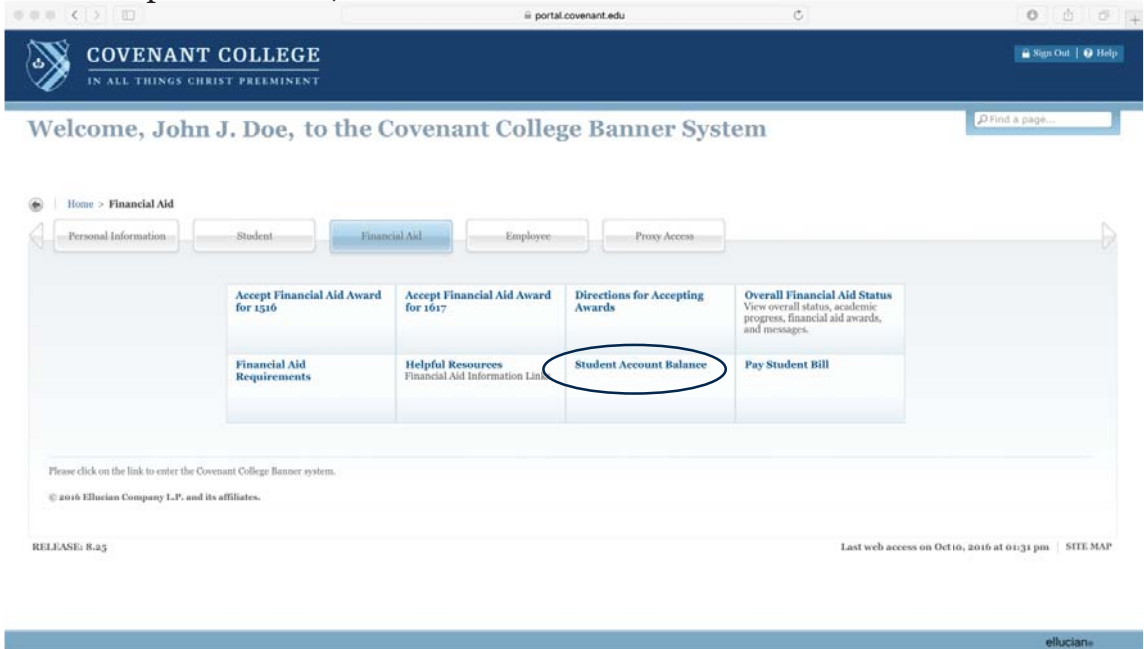 portal.covenant.edu
COVENANT COLLEGE
IN ALL THINGS CHRIST PREEMINENT
Sign Out | Help
Welcome, John J. Doe, to the Covenant College Banner System
Find a page...
Home > Financial Aid
Personal Information Student Financial Aid Employee Proxy Access
Accept Financial Aid Award for 1516
Accept Financial Aid Award for 1617
Directions for Accepting Awards
Overall Financial Aid Status
View overall status, academic progress, financial aid awards, and messages.
Financial Aid Requirements
Helpful Resources
Financial Aid Information Links
Student Account Balance
Pay Student Bill
Please click on the link to enter the Covenant College Banner system.
© 2016 Ellucian Company L.P. and its affiliates.
RELEASE: 8.25
Last web access on Oct 10, 2016 at 01:31 pm | SITE MAP
ellucian